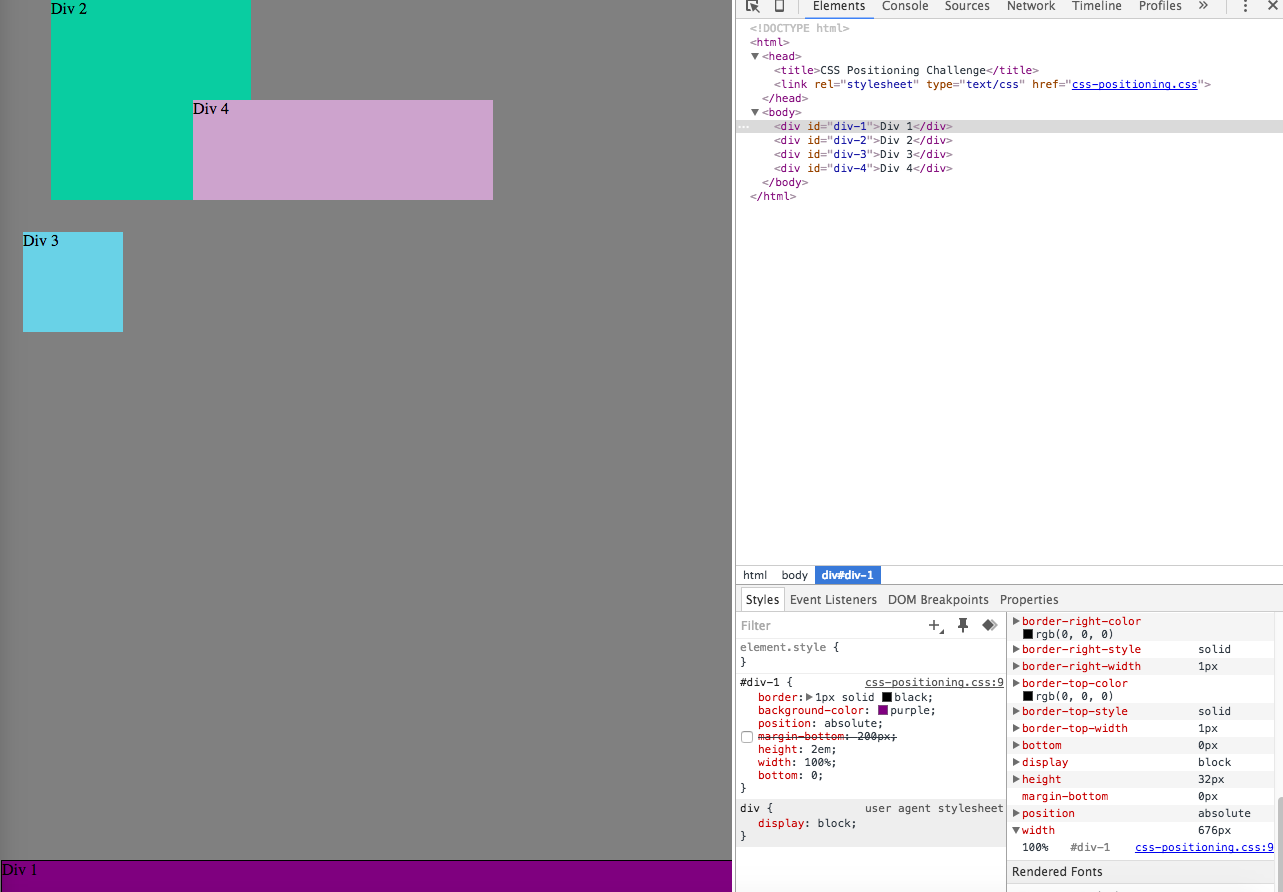 Div 2
Div 4
Div 3
Div 1
Elements Console Sources Network Timeline Profiles »
<!DOCTYPE html>
<html>
<head>
<title>CSS Positioning Challenge</title>
<link rel="stylesheet" type="text/css" href="css-positioning.css">
</head>
<body>
<div id="div-1">Div 1</div>
<div id="div-2">Div 2</div>
<div id="div-3">Div 3</div>
<div id="div-4">Div 4</div>
</body>
</html>
html body div#div-1
Styles Event Listeners DOM Breakpoints Properties
Filter
element.style {
}
#div-1 { css-positioning.css:9
border: 1px solid black;
background-color: purple;
position: absolute;
margin-bottom: 200px;
height: 2em;
width: 100%;
bottom: 0;
}
div { user agent stylesheet
display: block;
}
border-right-color
rgb(0, 0, 0)
border-right-style solid
border-right-width 1px
border-top-color
rgb(0, 0, 0)
border-top-style solid
border-top-width 1px
bottom 0px
display block
height 32px
margin-bottom 0px
position absolute
width 676px
100% #div-1 css-positioning.css:9
Rendered Fonts